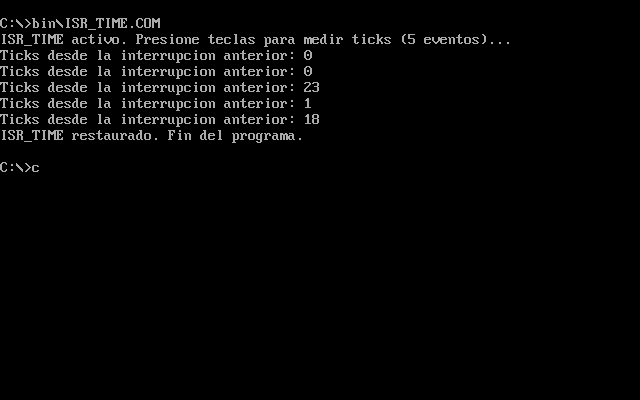 C:\>bin\ISR_TIME.COM
ISR_TIME activo. Presione teclas para medir ticks (5 eventos)...
Ticks desde la interrupcion anterior: 0
Ticks desde la interrupcion anterior: 0
Ticks desde la interrupcion anterior: 23
Ticks desde la interrupcion anterior: 1
Ticks desde la interrupcion anterior: 18
ISR_TIME restaurado. Fin del programa.
C:\>c